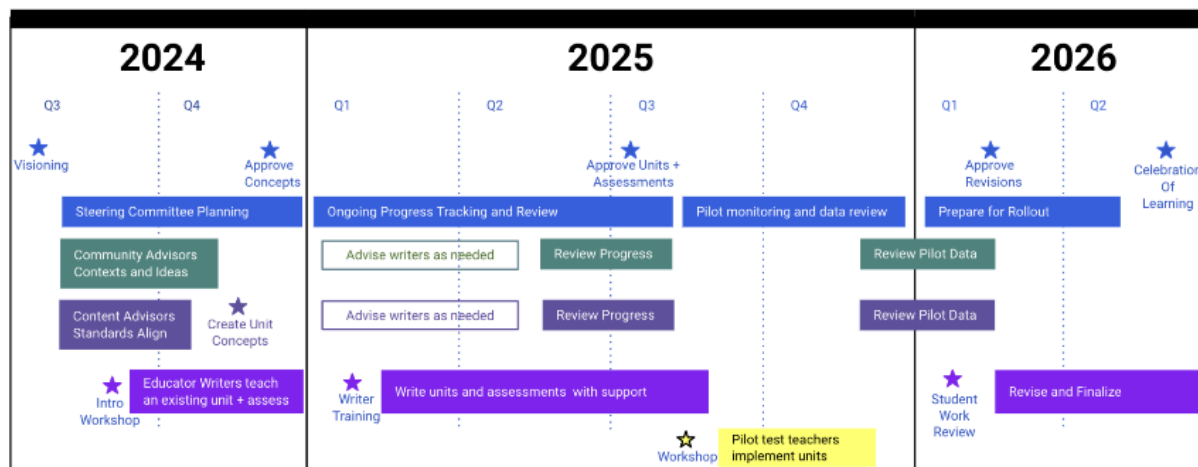 2024
2025
2026
Q3
Q4
Q1
Q2
Q3
Q4
Q1
Q2
Visioning
Approve
Concepts
Approve Units +
Assessments
Approve
Revisions
Celebration
Of
Learning
Steering Committee Planning
Ongoing Progress Tracking and Review
Pilot monitoring and data review
Prepare for Rollout
Community Advisors
Contexts and Ideas
Advise writers as needed
Review Progress
Review Pilot Data
Content Advisors
Standards Align
Create Unit
Concepts
Advise writers as needed
Review Progress
Review Pilot Data
Intro
Workshop
Educator Writers teach
an existing unit + assess
Writer
Training
Write units and assessments with support
Student
Work
Review
Revise and Finalize
Workshop
Pilot test teachers
implement units